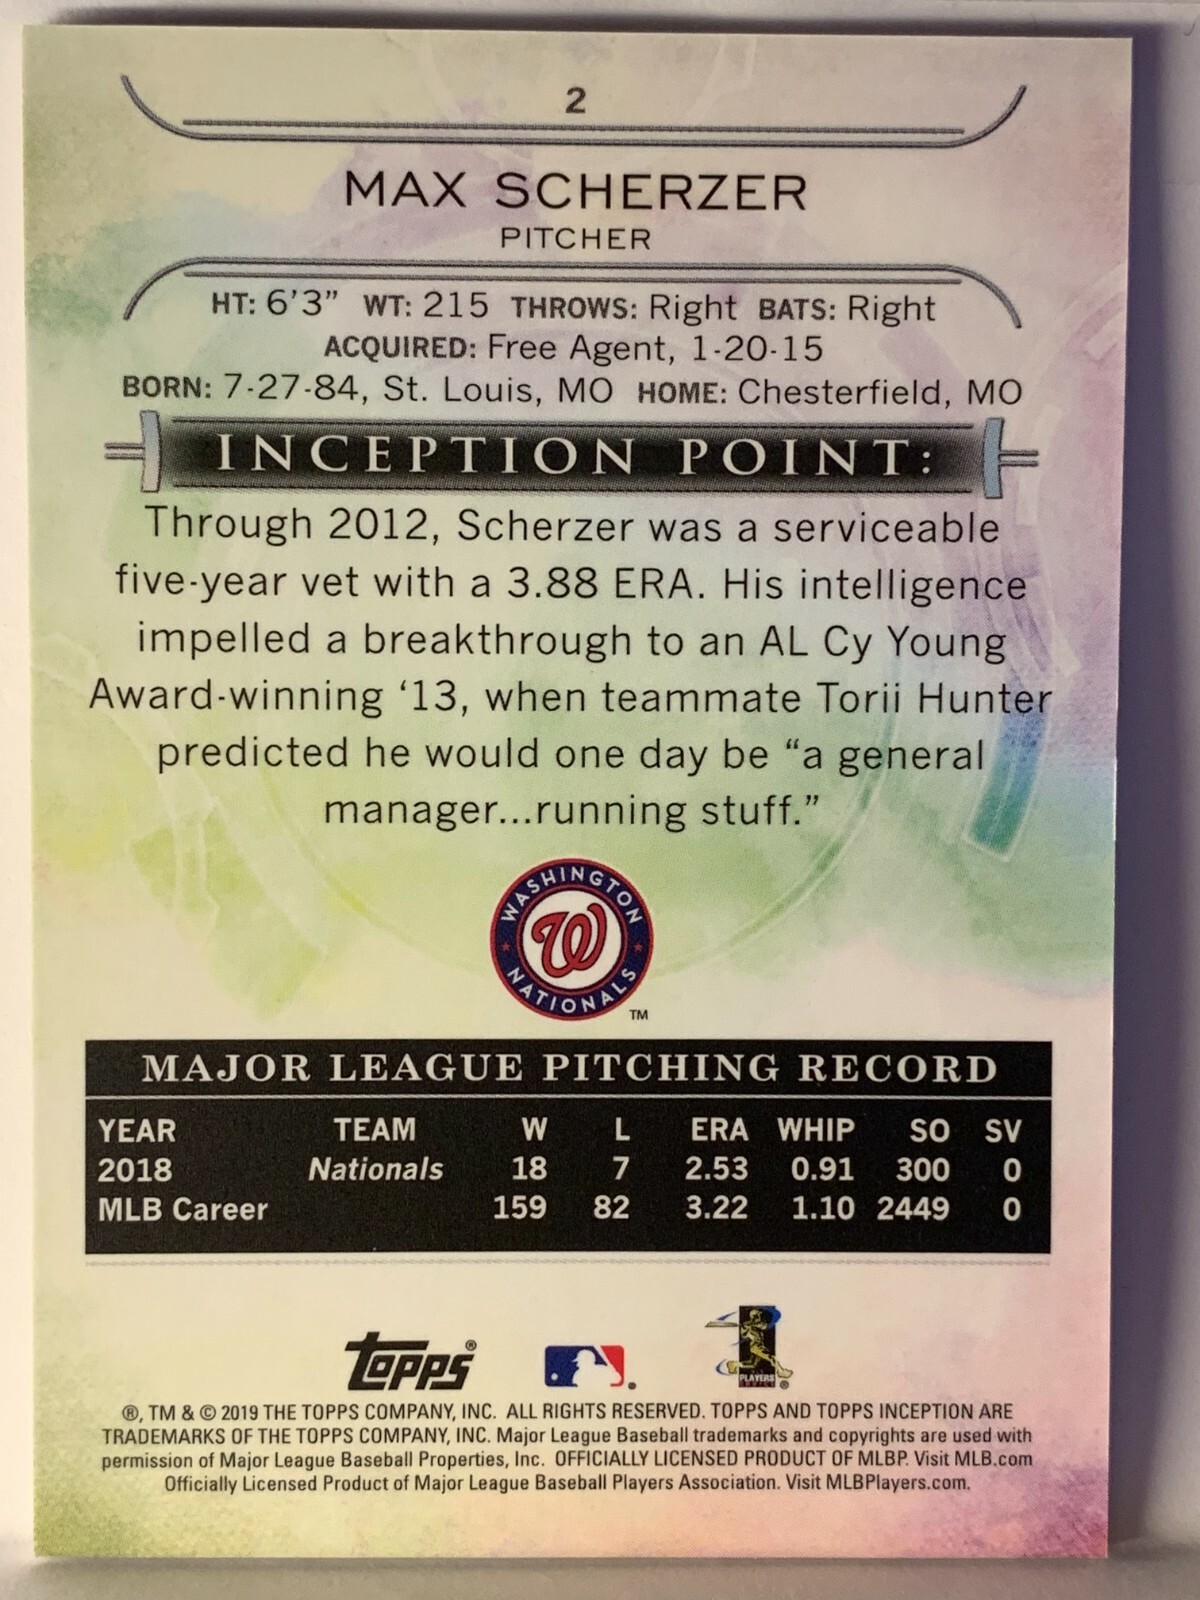 2
MAX SCHERZER
PITCHER
HT: 6’3” WT: 215 THROWS: Right BATS: Right
ACQUIRED: Free Agent, 1-20-15
BORN: 7-27-84, St. Louis, MO HOME: Chesterfield, MO
INCEPTION POINT:
Through 2012, Scherzer was a serviceable
five-year vet with a 3.88 ERA. His intelligence
impelled a breakthrough to an AL Cy Young
Award-winning ‘13, when teammate Torii Hunter
predicted he would one day be “a general
manager...running stuff.”
WASHINGTON
W
NATIONALS
TM
MAJOR LEAGUE PITCHING RECORD
YEAR TEAM W L ERA WHIP SO SV
2018 Nationals 18 7 2.53 0.91 300 0
MLB Career 159 82 3.22 1.10 2449 0
Topps®
PLAYERS
CHOICE ®
®, TM & © 2019 THE TOPPS COMPANY, INC. ALL RIGHTS RESERVED. TOPPS AND TOPPS INCEPTION ARE
TRADEMARKS OF THE TOPPS COMPANY, INC. Major League Baseball trademarks and copyrights are used with
permission of Major League Baseball Properties, Inc. OFFICIALLY LICENSED PRODUCT OF MLBP. Visit MLB.com
Officially Licensed Product of Major League Baseball Players Association. Visit MLBPlayers.com.